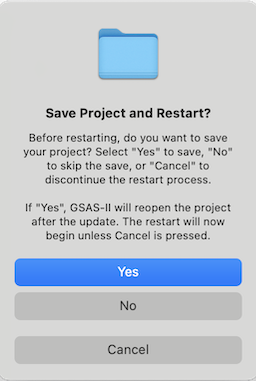 Save Project and Restart?
Before restarting, do you want to save
your project? Select "Yes" to save, "No"
to skip the save, or "Cancel" to
discontinue the restart process.
If "Yes", GSAS-II will reopen the project
after the update. The restart will now
begin unless Cancel is pressed.
Yes
No
Cancel